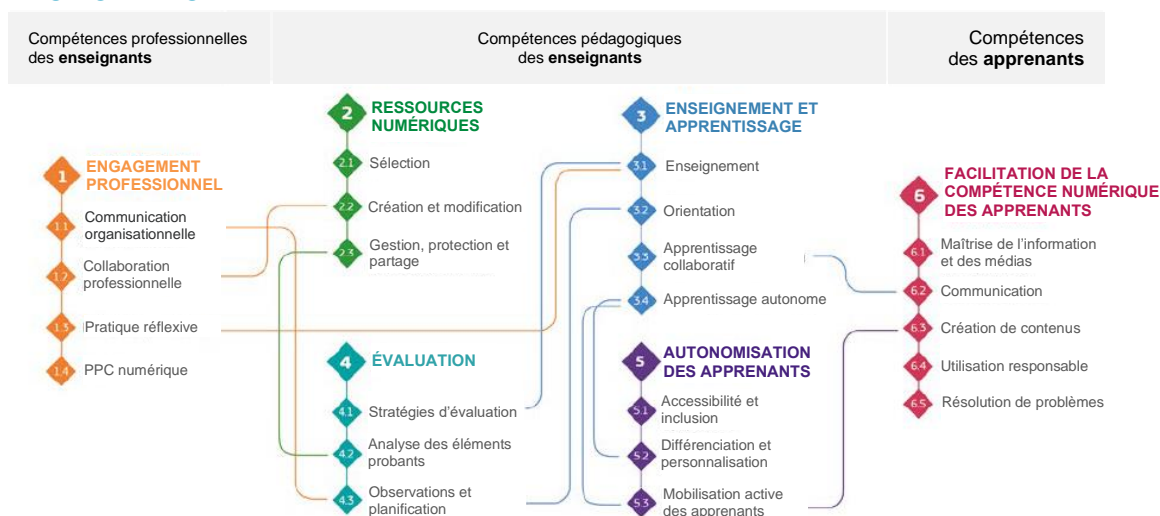 Compétences professionnelles
des enseignants
Compétences pédagogiques
des enseignants
Compétences
des apprenants
1
ENGAGEMENT
PROFESSIONNEL
1.1
Communication
organisationnelle
1.2
Collaboration
professionnelle
1.3
Pratique réflexive
1.4
PPC numérique
2
RESSOURCES
NUMÉRIQUES
2.1
Sélection
2.2
Création et modification
2.3
Gestion, protection et
partage
3
ENSEIGNEMENT ET
APPRENTISSAGE
3.1
Enseignement
3.2
Orientation
3.3
Apprentissage
collaboratif
3.4
Apprentissage autonome
4
ÉVALUATION
4.1
Stratégies d'évaluation
4.2
Analyse des éléments
probants
4.3
Observations et
planification
5
AUTONOMISATION
DES APPRENANTS
5.1
Accessibilité et
inclusion
5.2
Différenciation et
personnalisation
5.3
Mobilisation active
des apprenants
6
FACILITATION DE LA
COMPÉTENCE NUMÉRIQUE
DES APPRENANTS
6.1
Maîtrise de l'information
et des médias
6.2
Communication
6.3
Création de contenus
6.4
Utilisation responsable
6.5
Résolution de problèmes